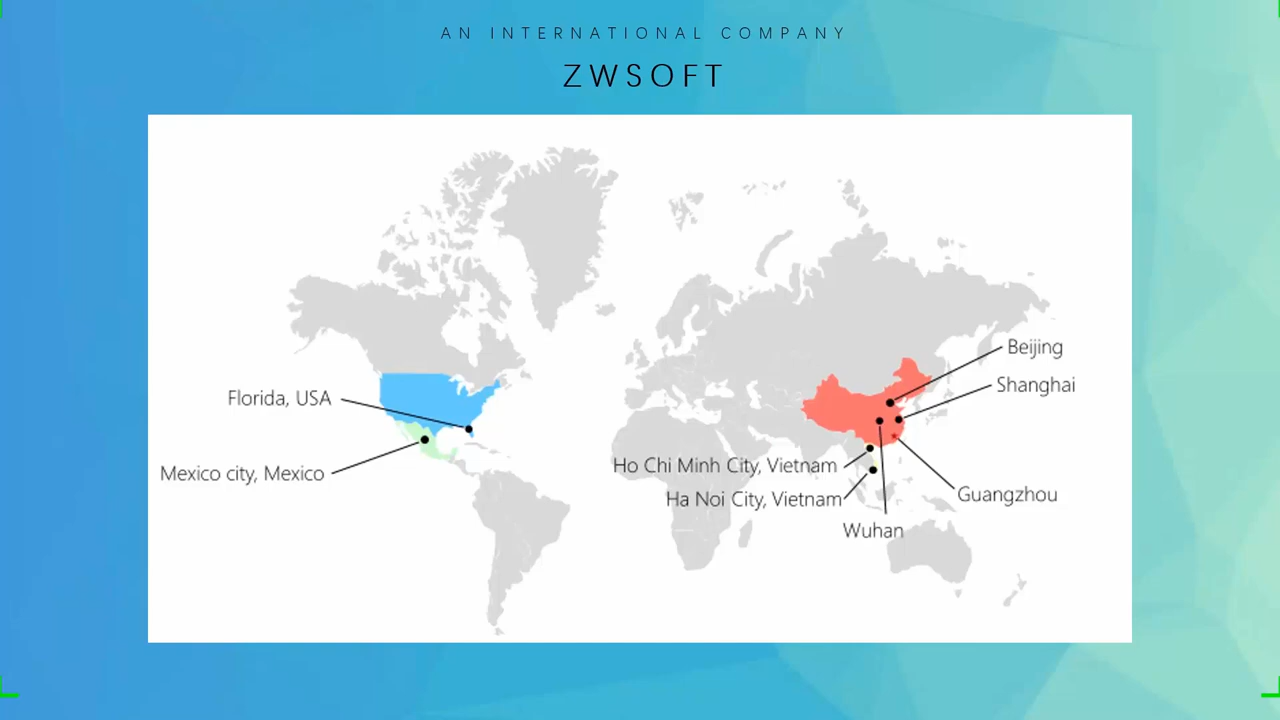 AN INTERNATIONAL COMPANY
ZWSOFT
Beijing
Shanghai
Florida, USA
Ho Chi Minh City, Vietnam
Mexico city, Mexico
Guangzhou
Ha Noi City, Vietnam
Wuhan